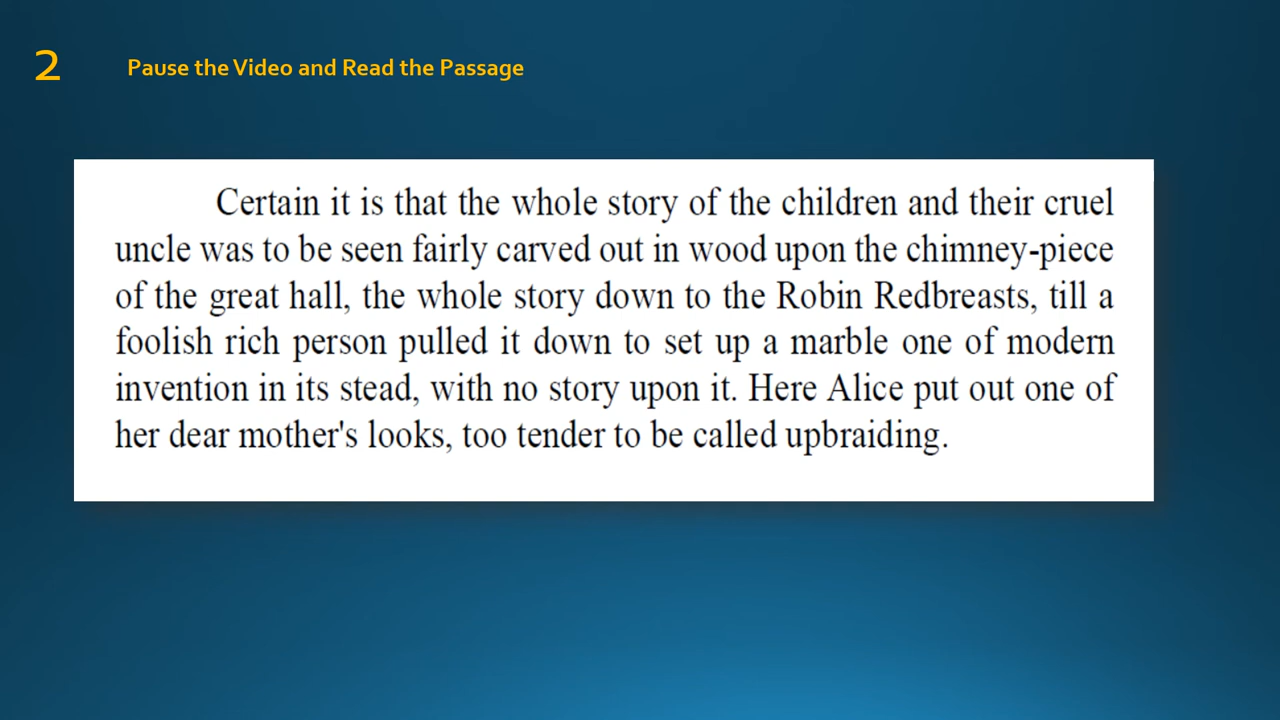 2
Pause the Video and Read the Passage
Certain it is that the whole story of the children and their cruel
uncle was to be seen fairly carved out in wood upon the chimney-piece
of the great hall, the whole story down to the Robin Redbreasts, till a
foolish rich person pulled it down to set up a marble one of modern
invention in its stead, with no story upon it. Here Alice put out one of
her dear mother's looks, too tender to be called upbraiding.